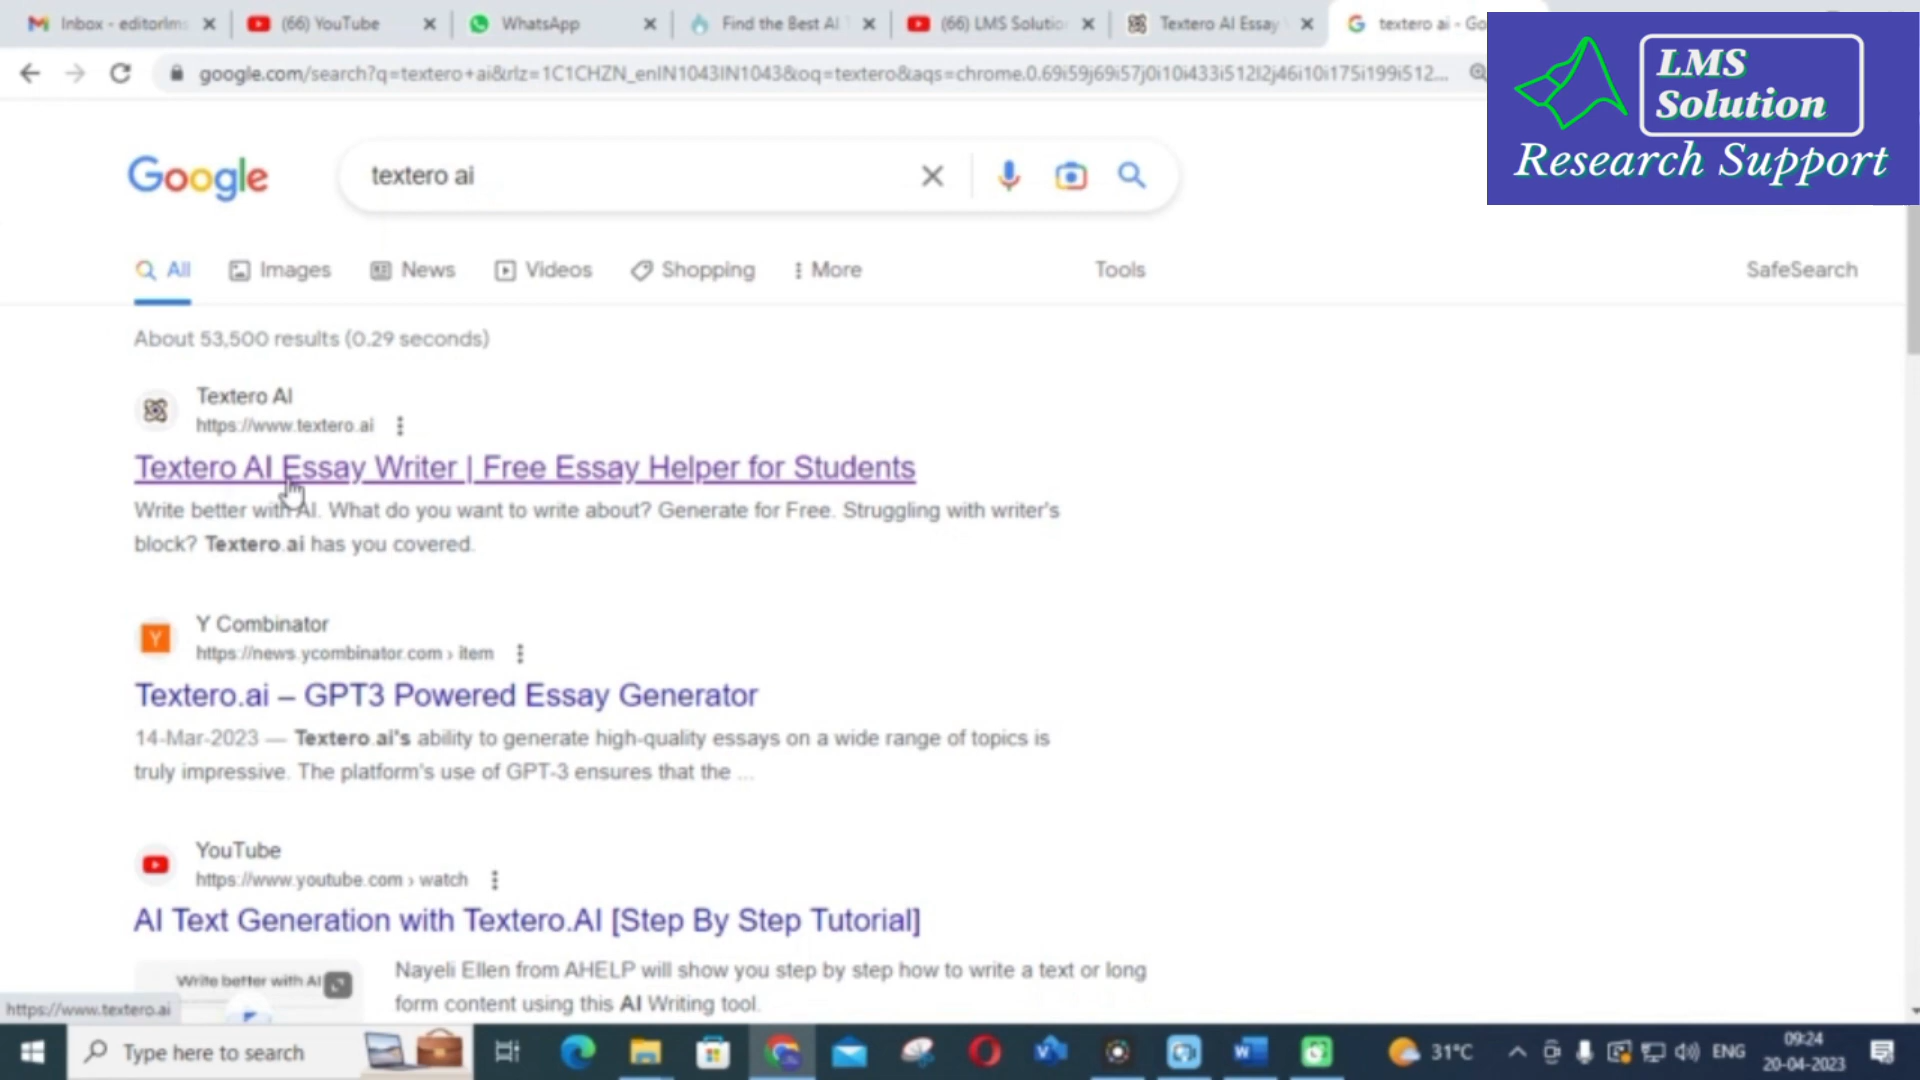 Inbox - editorlms
(66) YouTube
WhatsApp
Find the Best AI
(66) LMS Solutio
Textero AI Essay
textero ai - Go
google.com/search?q=textero+ai&rlz=1C1CHZN_enIN1043IN1043&oq=textero&aqs=chrome.0.69i59j69i57j0i10i433i512l2j46i10i175i199i512...
LMS
Solution
Research Support
Google
textero ai
All
Images
News
Videos
Shopping
More
Tools
SafeSearch
About 53,500 results (0.29 seconds)
Textero AI
https://www.textero.ai
Textero AI Essay Writer | Free Essay Helper for Students
Write better with AI. What do you want to write about? Generate for Free. Struggling with writer's
block? Textero.ai has you covered.
Y Combinator
https://news.ycombinator.com › item
Textero.ai – GPT3 Powered Essay Generator
14-Mar-2023 — Textero.ai's ability to generate high-quality essays on a wide range of topics is
truly impressive. The platform's use of GPT-3 ensures that the ...
YouTube
https://www.youtube.com › watch
AI Text Generation with Textero.AI [Step By Step Tutorial]
Write better with AI
Nayeli Ellen from AHELP will show you step by step how to write a text or long
form content using this AI Writing tool.
https://www.textero.ai
Type here to search
31°C
ENG
09:24
20-04-2023